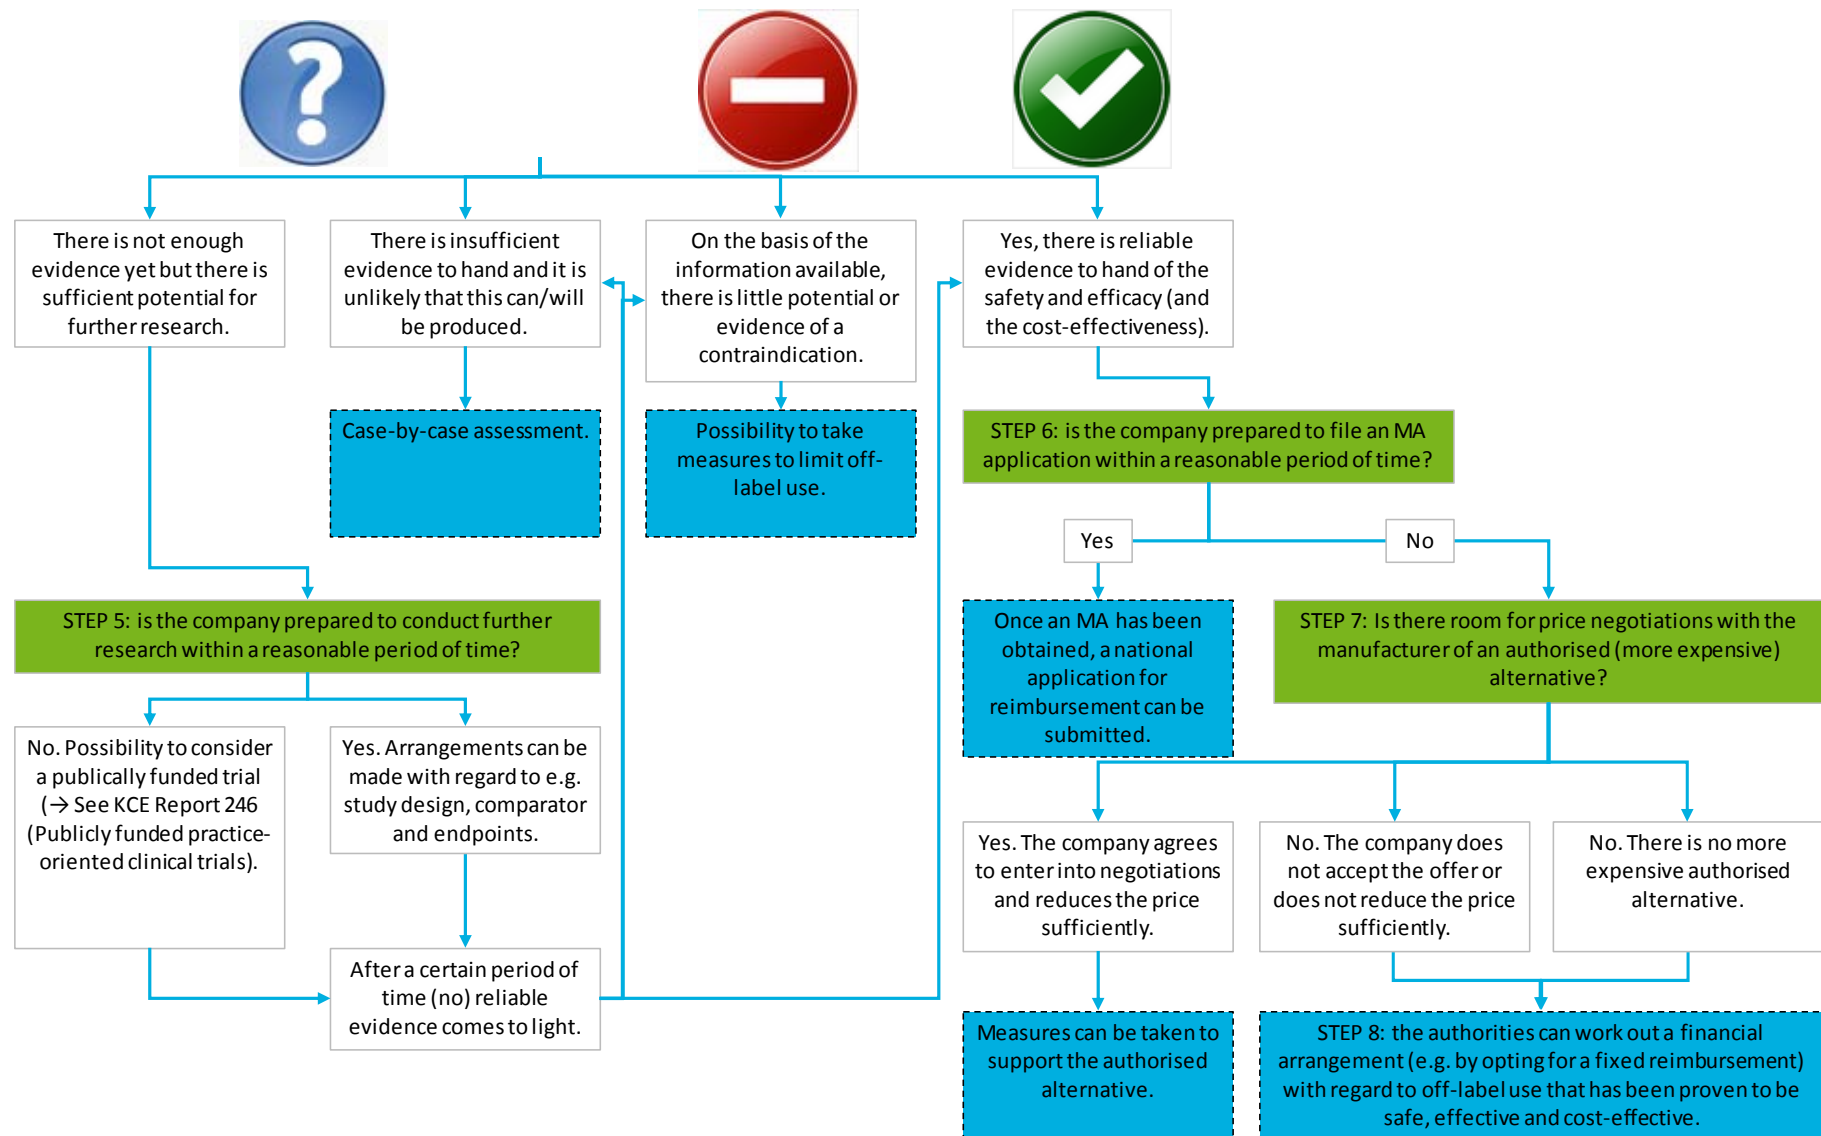 There is not enough
evidence yet but there is
sufficient potential for
further research.
There is insufficient
evidence to hand and it is
unlikely that this can/will
be produced.
On the basis of the
information available,
there is little potential or
evidence of a
contraindication.
Yes, there is reliable
evidence to hand of the
safety and efficacy (and
the cost-effectiveness).
Case-by-case assessment.
Possibility to take
measures to limit off-
label use.
STEP 6: is the company prepared to file an MA
application within a reasonable period of time?
Yes
No
STEP 5: is the company prepared to conduct further
research within a reasonable period of time?
Once an MA has been
obtained, a national
application for
reimbursement can be
submitted.
STEP 7: Is there room for price negotiations with the
manufacturer of an authorised (more expensive)
alternative?
No. Possibility to consider
a publically funded trial
(→ See KCE Report 246
(Publicly funded practice-
oriented clinical trials).
Yes. Arrangements can be
made with regard to e.g.
study design, comparator
and endpoints.
Yes. The company agrees
to enter into negotiations
and reduces the price
sufficiently.
No. The company does
not accept the offer or
does not reduce the price
sufficiently.
No. There is no more
expensive authorised
alternative.
After a certain period of
time (no) reliable
evidence comes to light.
Measures can be taken to
support the authorised
alternative.
STEP 8: the authorities can work out a financial
arrangement (e.g. by opting for a fixed reimbursement)
with regard to off-label use that has been proven to be
safe, effective and cost-effective.